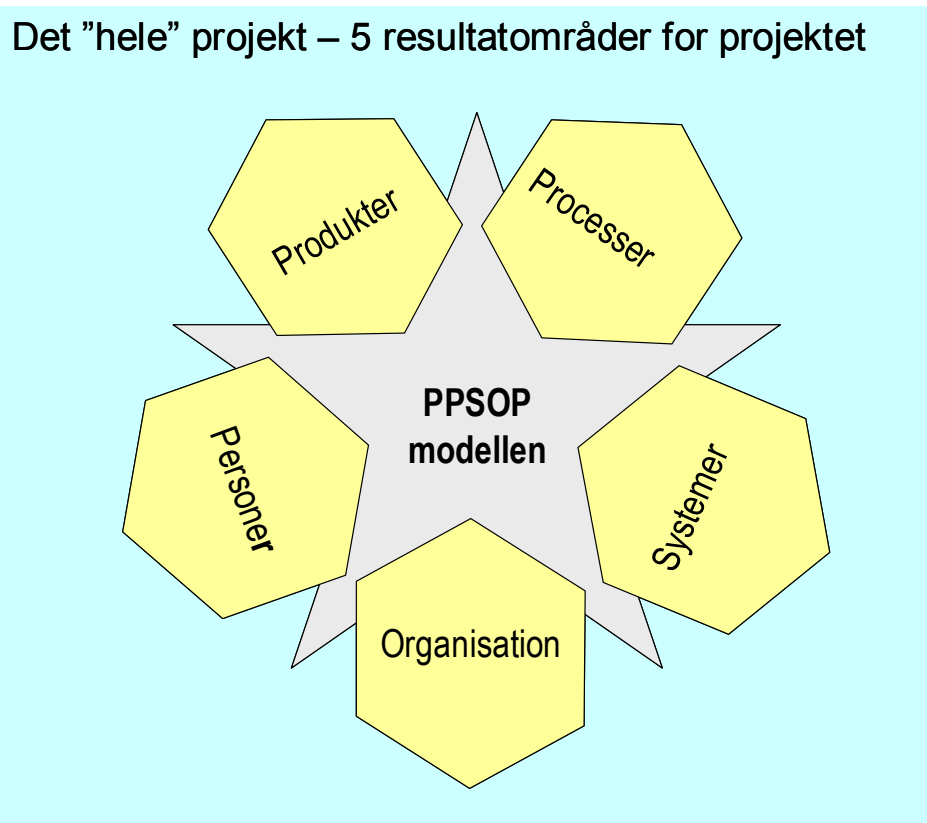 Det ”hele” projekt – 5 resultatområder for projektet
Produkter
Processer
PPSOP
modellen
Personer
Systemer
Organisation